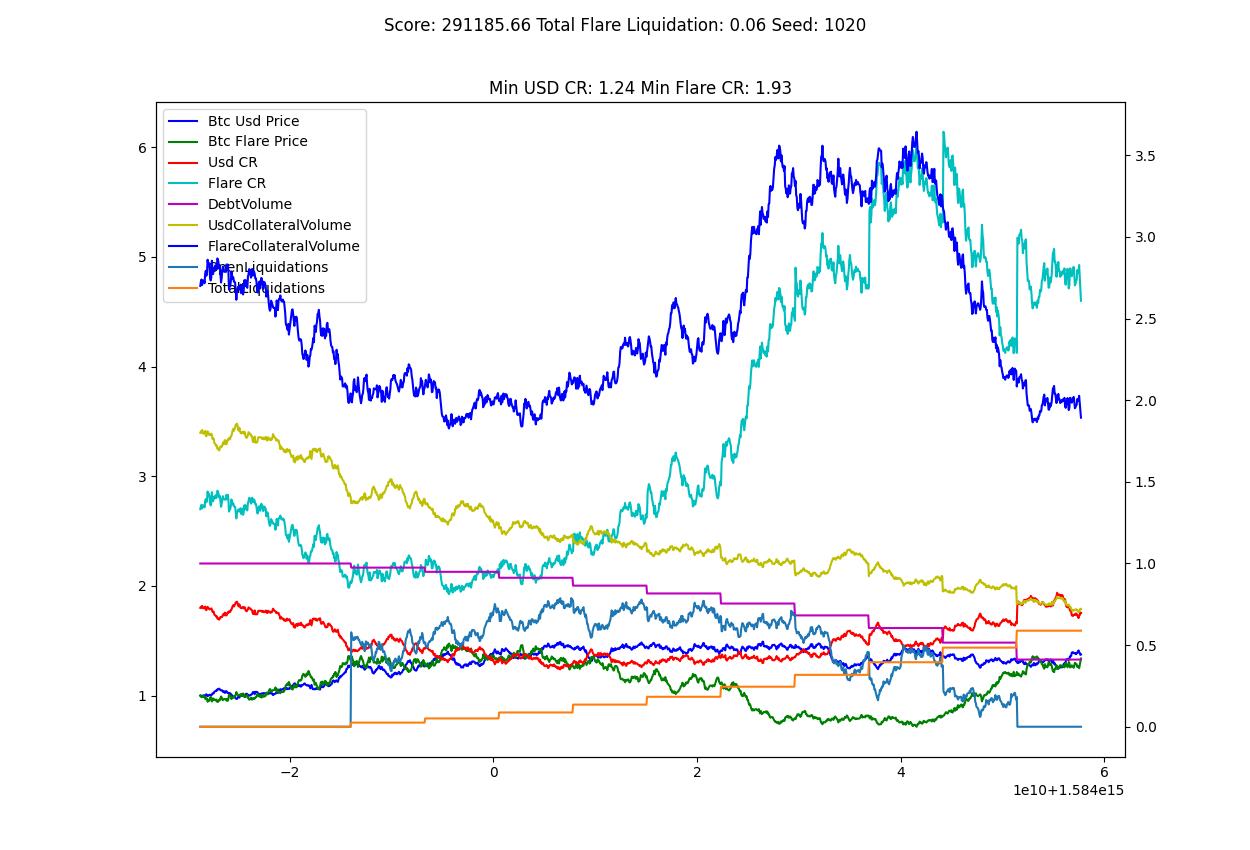 Score: 291185.66 Total Flare Liquidation: 0.06 Seed: 1020
Min USD CR: 1.24 Min Flare CR: 1.93
Btc Usd Price
Btc Flare Price
Usd CR
Flare CR
DebtVolume
UsdCollateralVolume
FlareCollateralVolume
OpenLiquidations
TotalLiquidations
6
5
4
3
2
1
3.5
3.0
2.5
2.0
1.5
1.0
0.5
0.0
−2
0
2
4
6
1e10+1.584e15